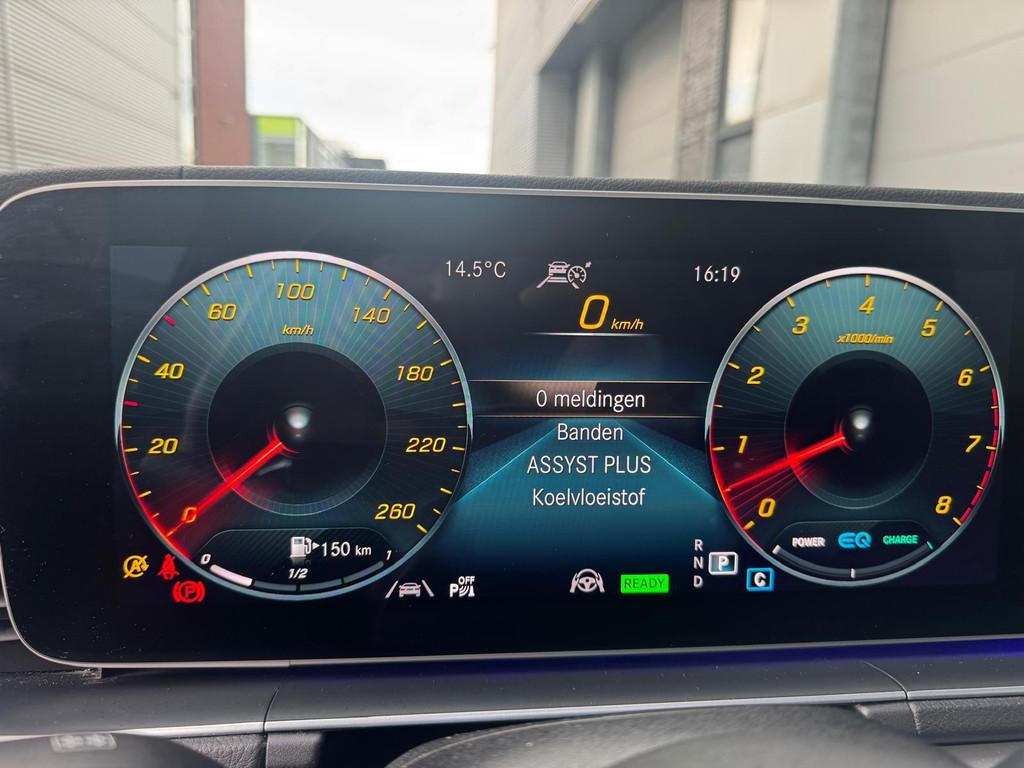 14.5°C
16:19
0 km/h
0
20
40
60
100
140
180
220
260
km/h
0 meldingen
Banden
ASSYST PLUS
Koelvloeistof
0
1
2
3
4
5
6
7
8
x1000/min
150 km
0
1/2
1
A
P
OFF
P
READY
R
N
D
P
C
POWER
EQ
CHARGE